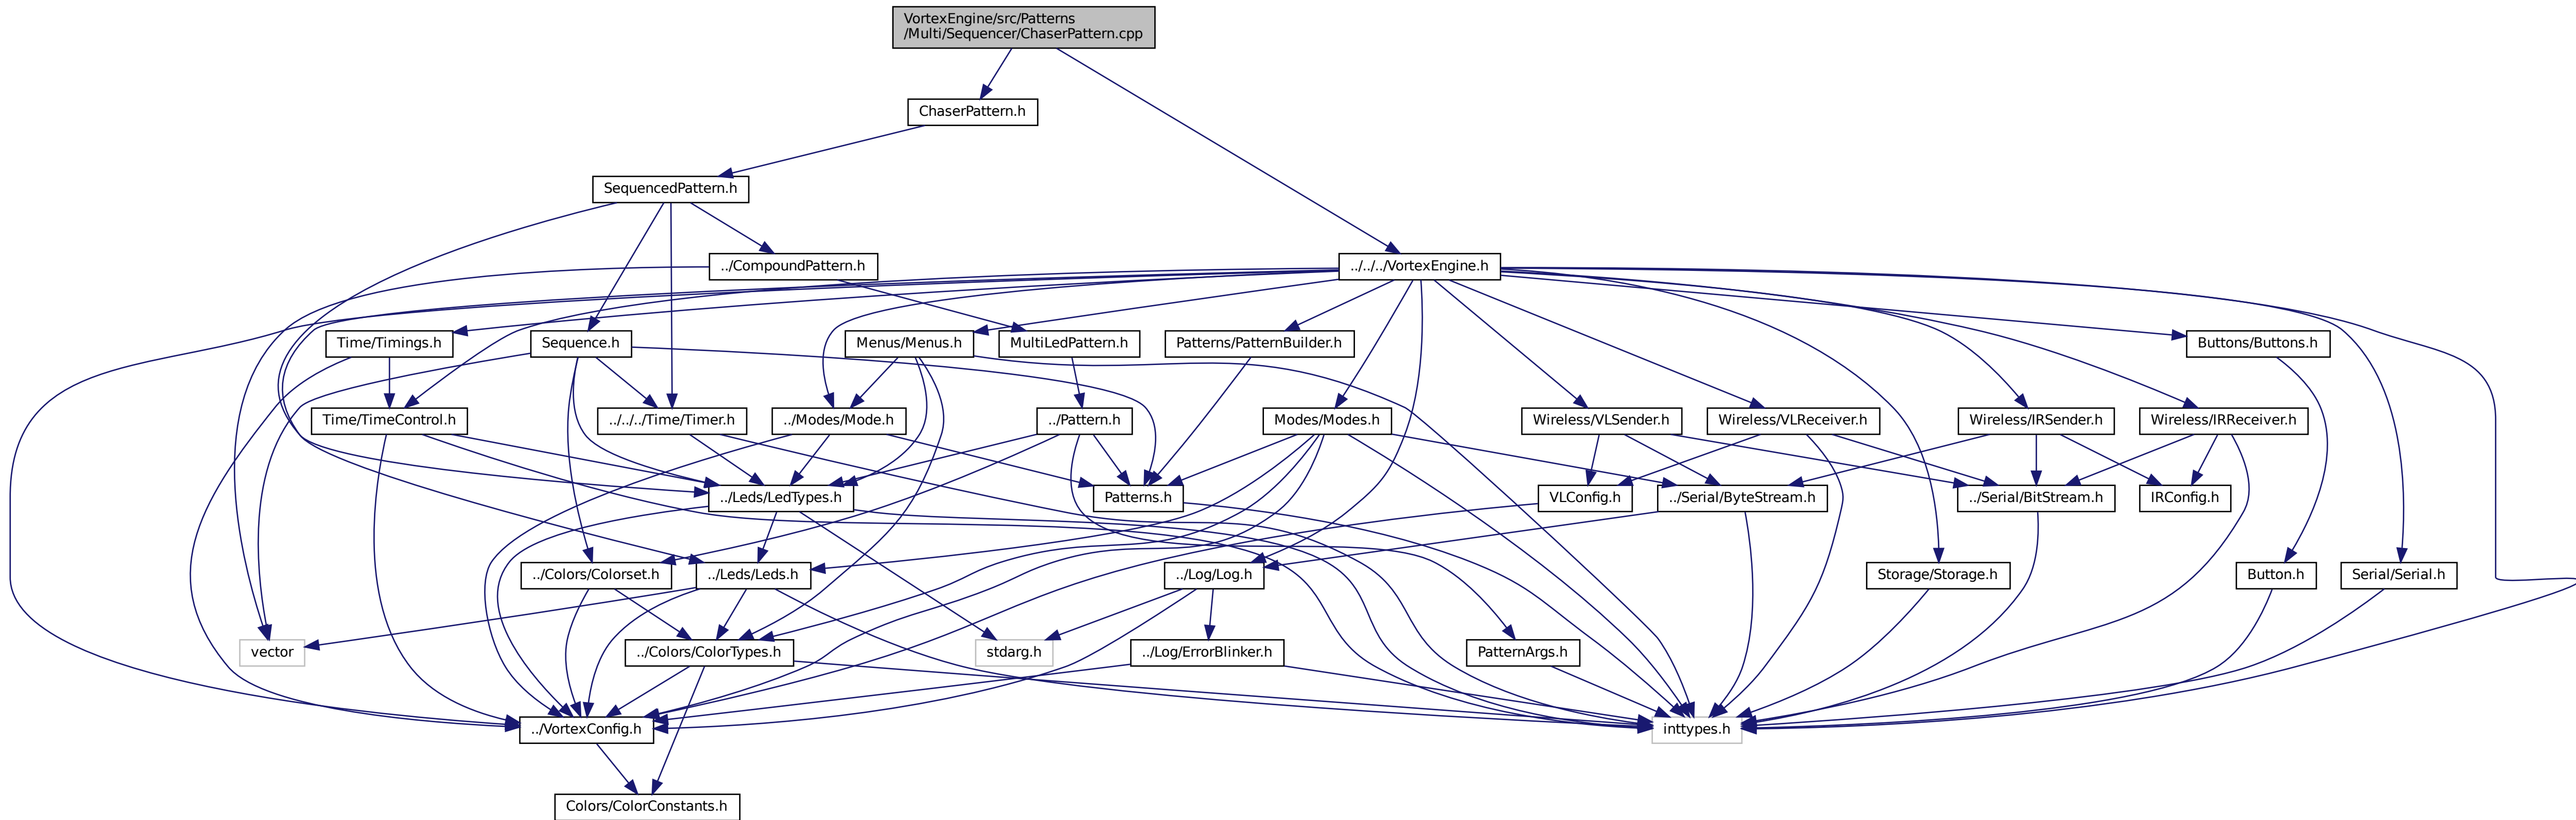 VortexEngine/src/Patterns
/Multi/Sequencer/ChaserPattern.cpp
ChaserPattern.h
SequencedPattern.h
../CompoundPattern.h
../../../VortexEngine.h
Time/Timings.h
Sequence.h
Menus/Menus.h
MultiLedPattern.h
Patterns/PatternBuilder.h
Buttons/Buttons.h
Time/TimeControl.h
../../../Time/Timer.h
../Modes/Mode.h
../Pattern.h
Modes/Modes.h
Wireless/VLSender.h
Wireless/VLReceiver.h
Wireless/IRSender.h
Wireless/IRReceiver.h
../Leds/LedTypes.h
Patterns.h
VLConfig.h
../Serial/ByteStream.h
../Serial/BitStream.h
IRConfig.h
../Colors/Colorset.h
../Leds/Leds.h
../Log/Log.h
Storage/Storage.h
Button.h
Serial/Serial.h
vector
../Colors/ColorTypes.h
stdarg.h
../Log/ErrorBlinker.h
PatternArgs.h
../VortexConfig.h
inttypes.h
Colors/ColorConstants.h